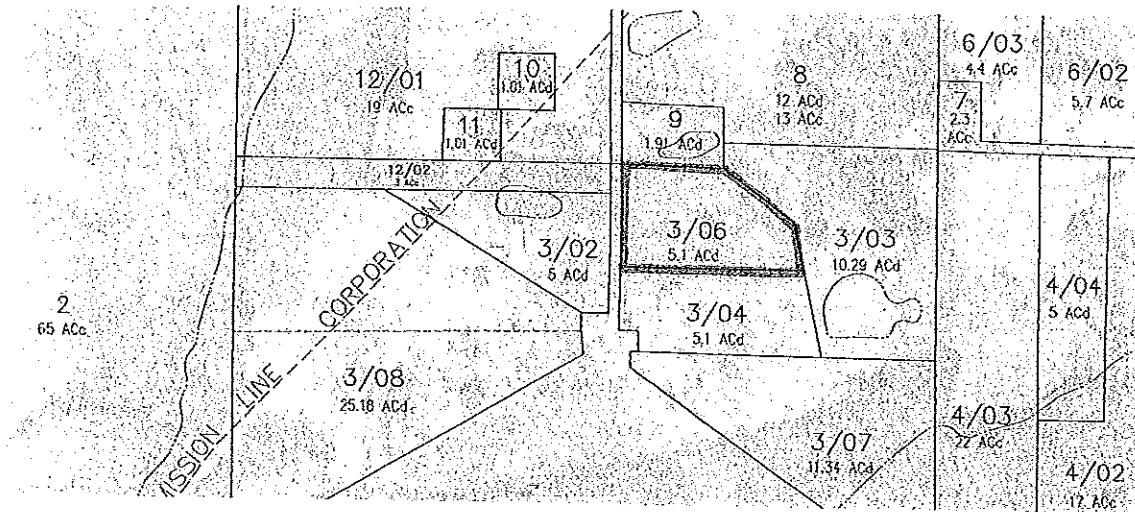 12/01
19 ACc
10
1.01 ACd
11
1.01 ACd
12/02
9
1.91 ACd
8
12 ACd
13 ACc
6/03
4.4 ACc
6/02
5.7 ACc
7
2.3
ACc
3/02
5 ACd
3/06
5.1 ACd
3/03
10.29 ACd
4/04
5 ACd
2
65 ACc
3/04
5.1 ACd
MISSION LINE CORPORATION
3/08
25.18 ACd
3/07
11.34 ACd
4/03
22 ACc
4/02
17 ACc